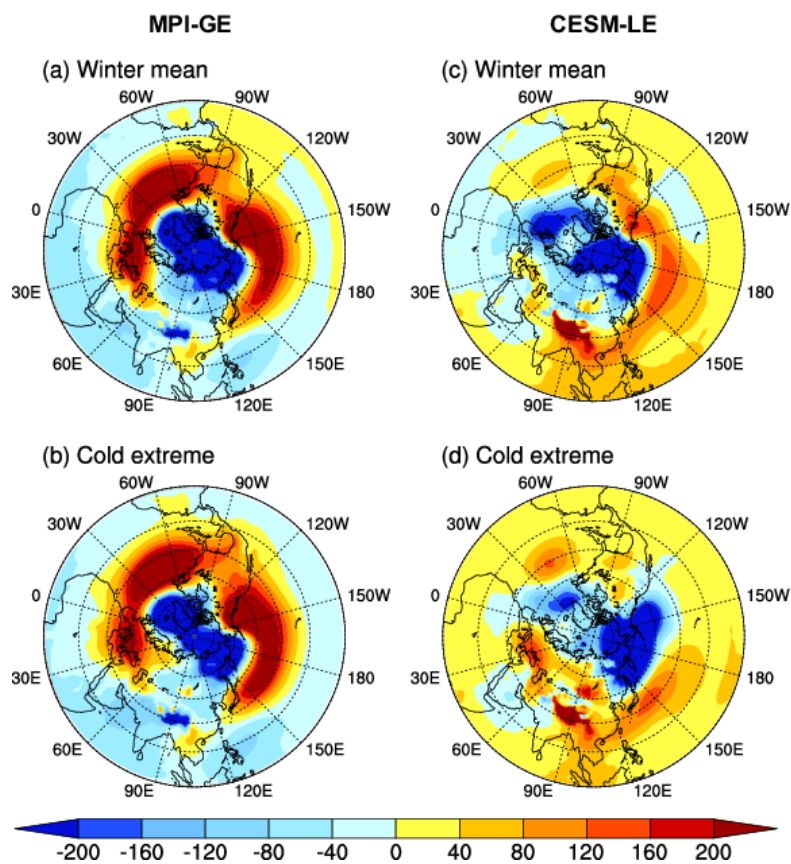 MPI-GE
CESM-LE
(a) Winter mean
(c) Winter mean
60W
90W
60W
90W
30W
120W
30W
120W
0
150W
0
150W
30E
180
30E
180
60E
150E
60E
150E
90E
120E
90E
120E
(b) Cold extreme
(d) Cold extreme
60W
90W
60W
90W
30W
120W
30W
120W
0
150W
0
150W
30E
180
30E
180
60E
150E
60E
150E
90E
120E
90E
120E
-200 -160 -120 -80 -40 0 40 80 120 160 200